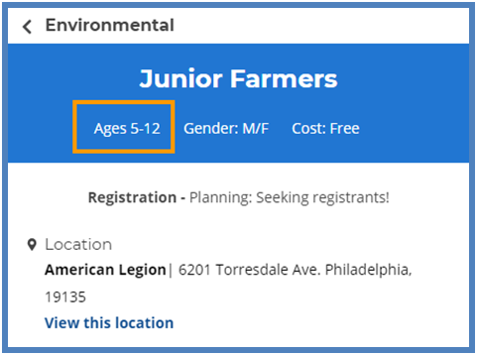 Environmental
Junior Farmers
Ages 5-12 Gender: M/F Cost: Free
Registration - Planning: Seeking registrants!
Location
American Legion| 6201 Torresdale Ave. Philadelphia,
19135
View this location